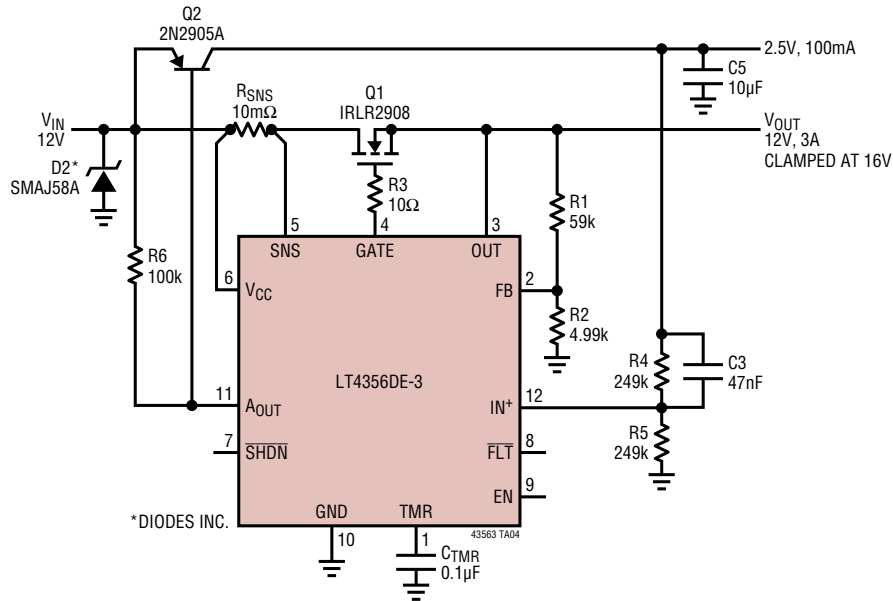 Q2
2N2905A
2.5V, 100mA
C5
10µF
VIN
12V
RSNS
10mΩ
Q1
IRLR2908
VOUT
12V, 3A
CLAMPED AT 16V
D2*
SMAJ58A
R3
10Ω
R1
59k
5
4
3
SNS
GATE
OUT
R6
100k
6
VCC
FB
2
R2
4.99k
LT4356DE-3
R4
249k
C3
47nF
11
AOUT
IN+
12
7
SHDN
FLT
8
R5
249k
EN
9
*DIODES INC.
GND
TMR
43563 TA04
10
1
CTMR
0.1µF